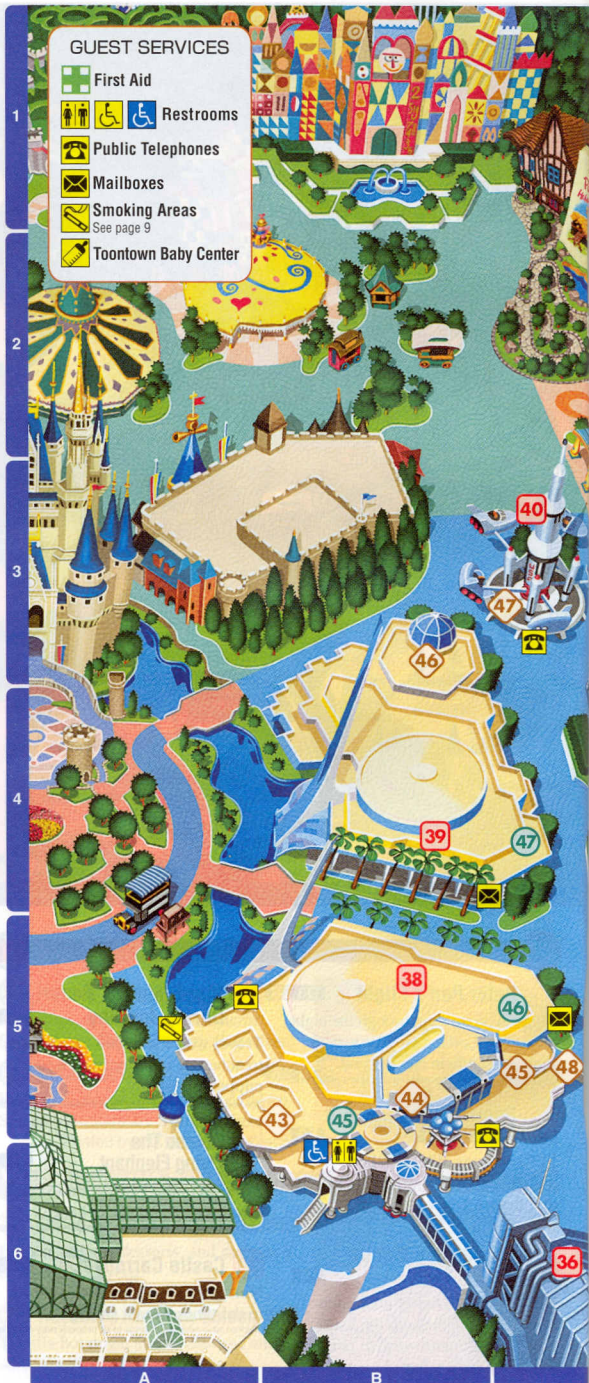 GUEST SERVICES
First Aid
Restrooms
Public Telephones
Mailboxes
Smoking Areas
See page 9
Toontown Baby Center
1
2
3
4
5
6
40
47
46
39
47
38
46
45
48
44
43
45
36
A
B